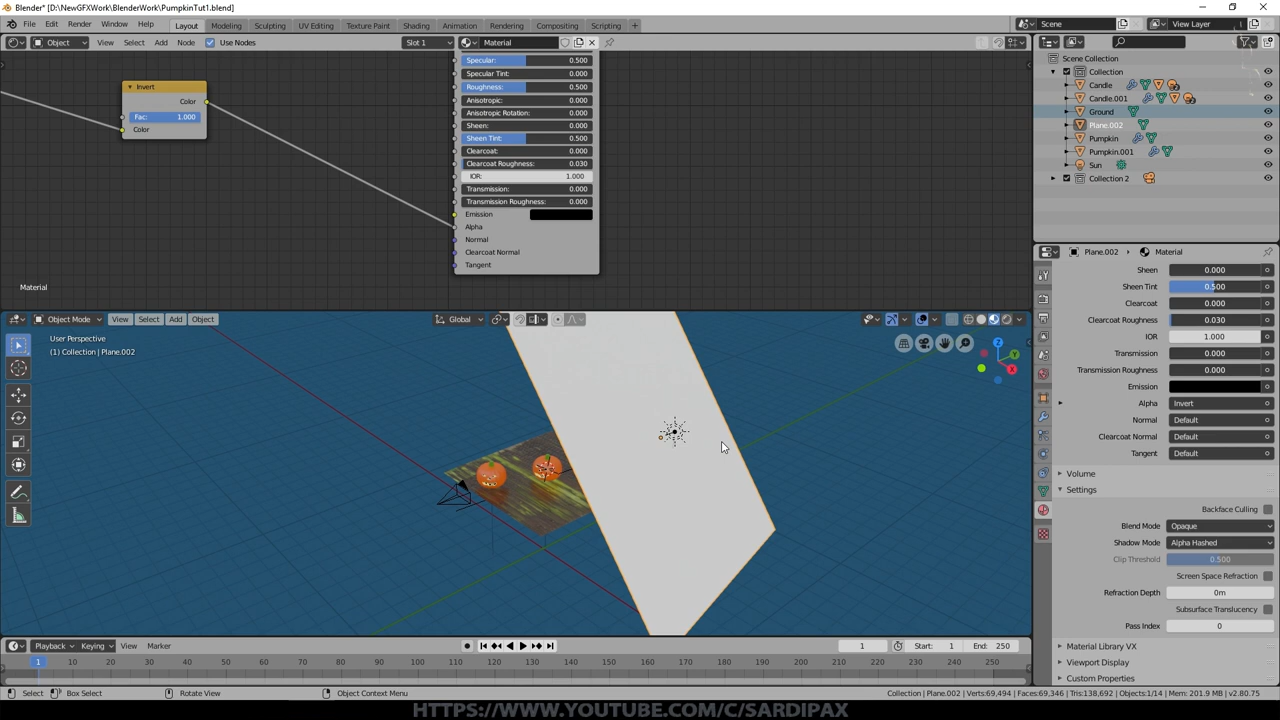 Blender* [D:\NewGFXWork\BlenderWork\PumpkinTut1.blend]
File Edit Render Window Help Layout Modeling Sculpting UV Editing Texture Paint Shading Animation Rendering Compositing Scripting Scene View Layer
Object View Select Add Node Use Nodes Slot 1 Material
Specular: 0.500
Specular Tint: 0.000
Roughness: 0.500
Anisotropic: 0.000
Anisotropic Rotation: 0.000
Sheen: 0.000
Sheen Tint: 0.500
Clearcoat: 0.000
Clearcoat Roughness: 0.030
IOR: 1.000
Transmission: 0.000
Transmission Roughness: 0.000
Emission
Alpha
Normal
Clearcoat Normal
Tangent
Invert
Color
Fac: 1.000
Color
Material
Scene Collection
Collection
Candle
Candle.001
Ground
Plane.002
Pumpkin
Pumpkin.001
Sun
Collection 2
Plane.002 Material
Sheen 0.000
Sheen Tint 0.500
Clearcoat 0.000
Clearcoat Roughness 0.030
IOR 1.000
Transmission 0.000
Transmission Roughness 0.000
Emission
Alpha Invert
Normal Default
Clearcoat Normal Default
Tangent Default
Volume
Settings
Backface Culling
Blend Mode Opaque
Shadow Mode Alpha Hashed
Clip Threshold 0.500
Screen Space Refraction
Refraction Depth 0m
Subsurface Translucency
Pass Index 0
Material Library VX
Viewport Display
Custom Properties
Object Mode View Select Add Object Global
User Perspective
(1) Collection | Plane.002
Z
Y
X
Playback Keying View Marker 1 Start: 1 End: 250
1 10 20 30 40 50 60 70 80 90 100 110 120 130 140 150 160 170 180 190 200 210 220 230 240 250
Select Box Select Rotate View Object Context Menu Collection | Plane.002 | Verts:69,494 | Faces:69,346 | Tris:138,692 | Objects:1/14 | Mem: 201.9 MB | v2.80.75
HTTPS://WWW.YOUTUBE.COM/C/SARDIPAX